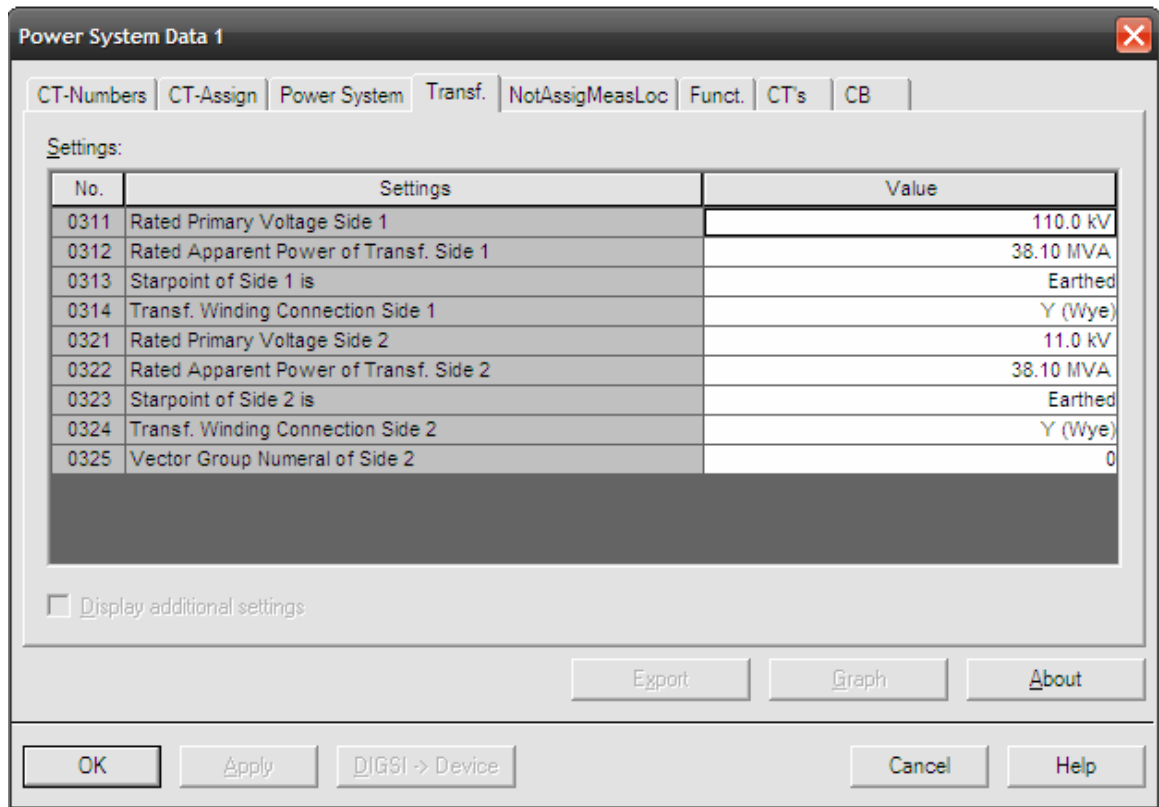 Power System Data 1
CT-Numbers CT-Assign Power System Transf. NotAssigMeasLoc Funct. CT's CB
Settings:
No. Settings Value
0311 Rated Primary Voltage Side 1 110.0 kV
0312 Rated Apparent Power of Transf. Side 1 38.10 MVA
0313 Starpoint of Side 1 is Earthed
0314 Transf. Winding Connection Side 1 Y (Wye)
0321 Rated Primary Voltage Side 2 11.0 kV
0322 Rated Apparent Power of Transf. Side 2 38.10 MVA
0323 Starpoint of Side 2 is Earthed
0324 Transf. Winding Connection Side 2 Y (Wye)
0325 Vector Group Numeral of Side 2 0
Display additional settings
Export Graph About
OK Apply DIGSI -> Device Cancel Help